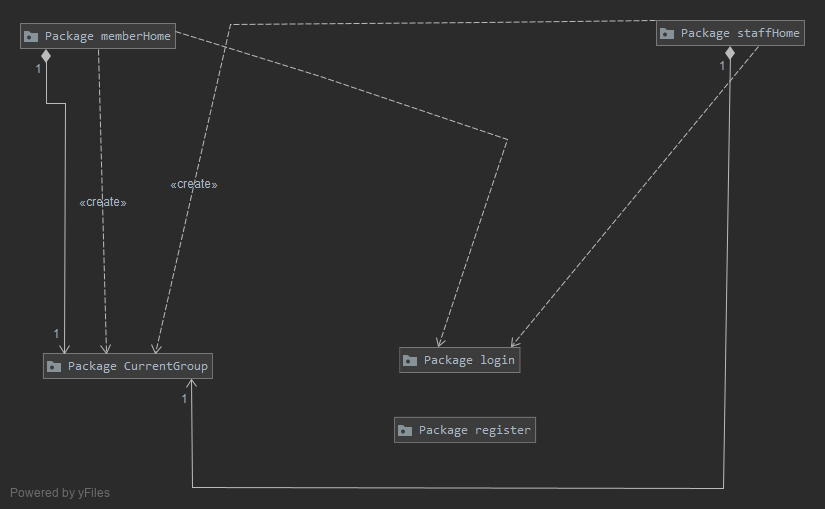 Package memberHome
Package staffHome
1
1
«create»
«create»
1
Package CurrentGroup
Package login
1
Package register
Powered by yFiles